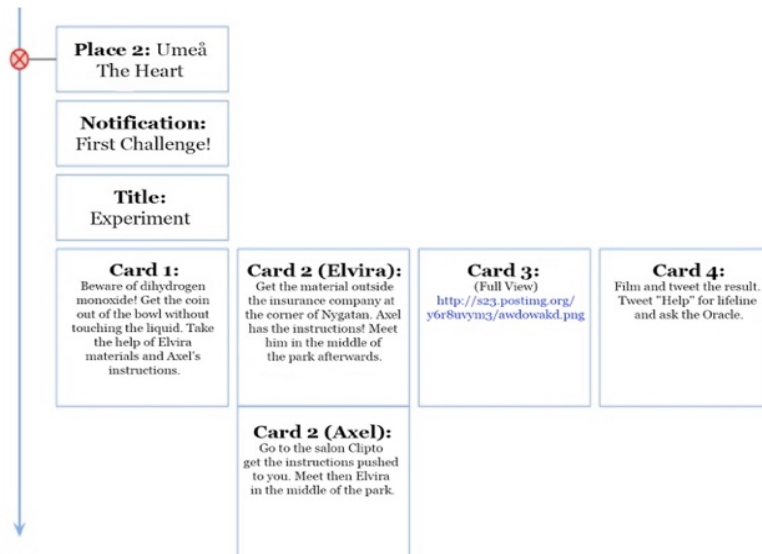 Place 2: Umeå
The Heart
Notification:
First Challenge!
Title:
Experiment
Card 1:
Beware of dihydrogen
monoxide! Get the coin
out of the bowl without
touching the liquid. Take
the help of Elvira
materials and Axel's
instructions.
Card 2 (Elvira):
Get the material outside
the insurance company at
the corner of Nygatan. Axel
has the instructions! Meet
him in the middle of
the park afterwards.
Card 3:
(Full View)
http://s23.postimg.org/
y6r8uvym3/awdowakd.png
Card 4:
Film and tweet the result.
Tweet "Help" for lifeline
and ask the Oracle.
Card 2 (Axel):
Go to the salon Clipto
get the instructions pushed
to you. Meet then Elvira
in the middle of the park.